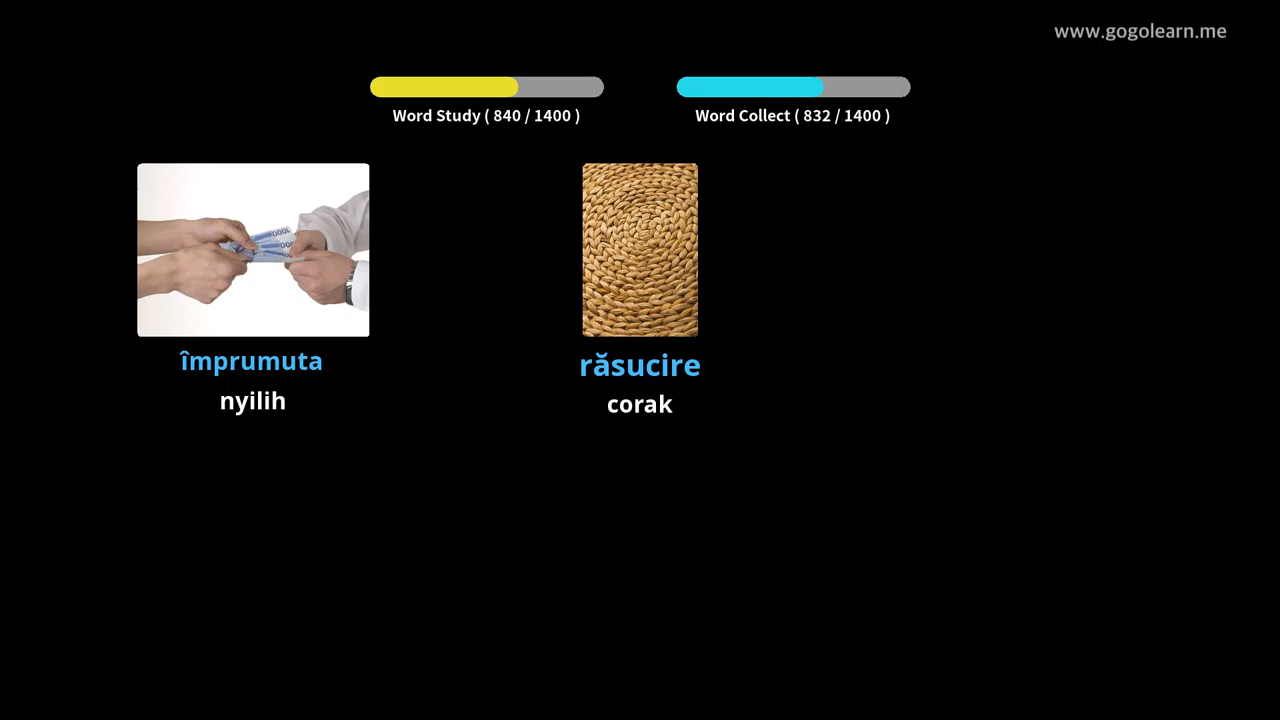 www.gogolearn.me
Word Study ( 840 / 1400 )
Word Collect ( 832 / 1400 )
împrumuta
nyilih
răsucire
corak